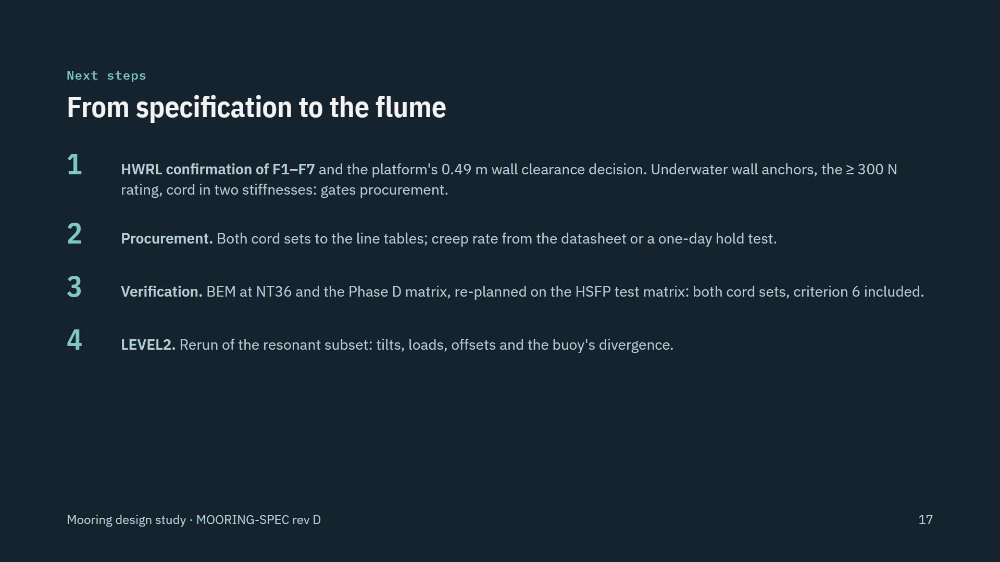 Next steps
From specification to the flume
1
HWRL confirmation of F1–F7 and the platform's 0.49 m wall clearance decision. Underwater wall anchors, the ≥ 300 N
rating, cord in two stiffnesses: gates procurement.
2
Procurement. Both cord sets to the line tables; creep rate from the datasheet or a one-day hold test.
3
Verification. BEM at NT36 and the Phase D matrix, re-planned on the HSFP test matrix: both cord sets, criterion 6 included.
4
LEVEL2. Rerun of the resonant subset: tilts, loads, offsets and the buoy's divergence.
Mooring design study · MOORING-SPEC rev D
17